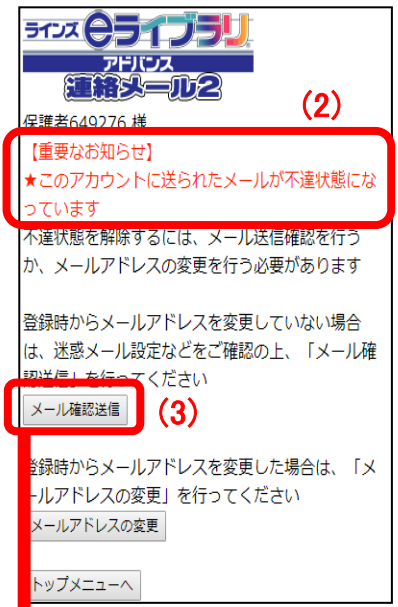 ラインズ eライブラリ
アドバンス
連絡メール2
(2)
保護者649276 様
【重要なお知らせ】
★このアカウントに送られたメールが不達状態にな
っています
不達状態を解除するには、メール送信確認を行う
か、メールアドレスの変更を行う必要があります
登録時からメールアドレスを変更していない場合
は、迷惑メール設定などをご確認の上、「メール確
認送信」を行ってください
メール確認送信
(3)
登録時からメールアドレスを変更した場合は、「メ
ールアドレスの変更」を行ってください
メールアドレスの変更
トップメニューへ